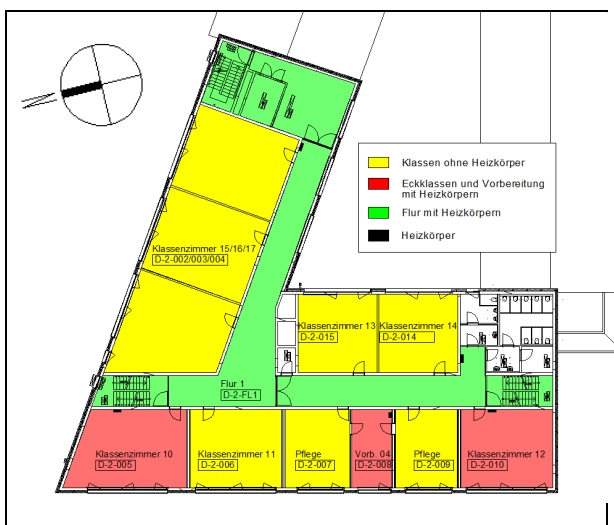 Klassen ohne Heizkörper
Eckklassen und Vorbereitung
mit Heizkörpern
Flur mit Heizkörpern
Heizkörper
Klassenzimmer 15/16/17
D-2-002/003/004
Klassenzimmer 13
D-2-015
Klassenzimmer 14
D-2-014
Flur 1
D-2-FL1
Klassenzimmer 10
D-2-005
Klassenzimmer 11
D-2-006
Pflege
D-2-007
Vorb. 04
D-2-008
Pflege
D-2-009
Klassenzimmer 12
D-2-010